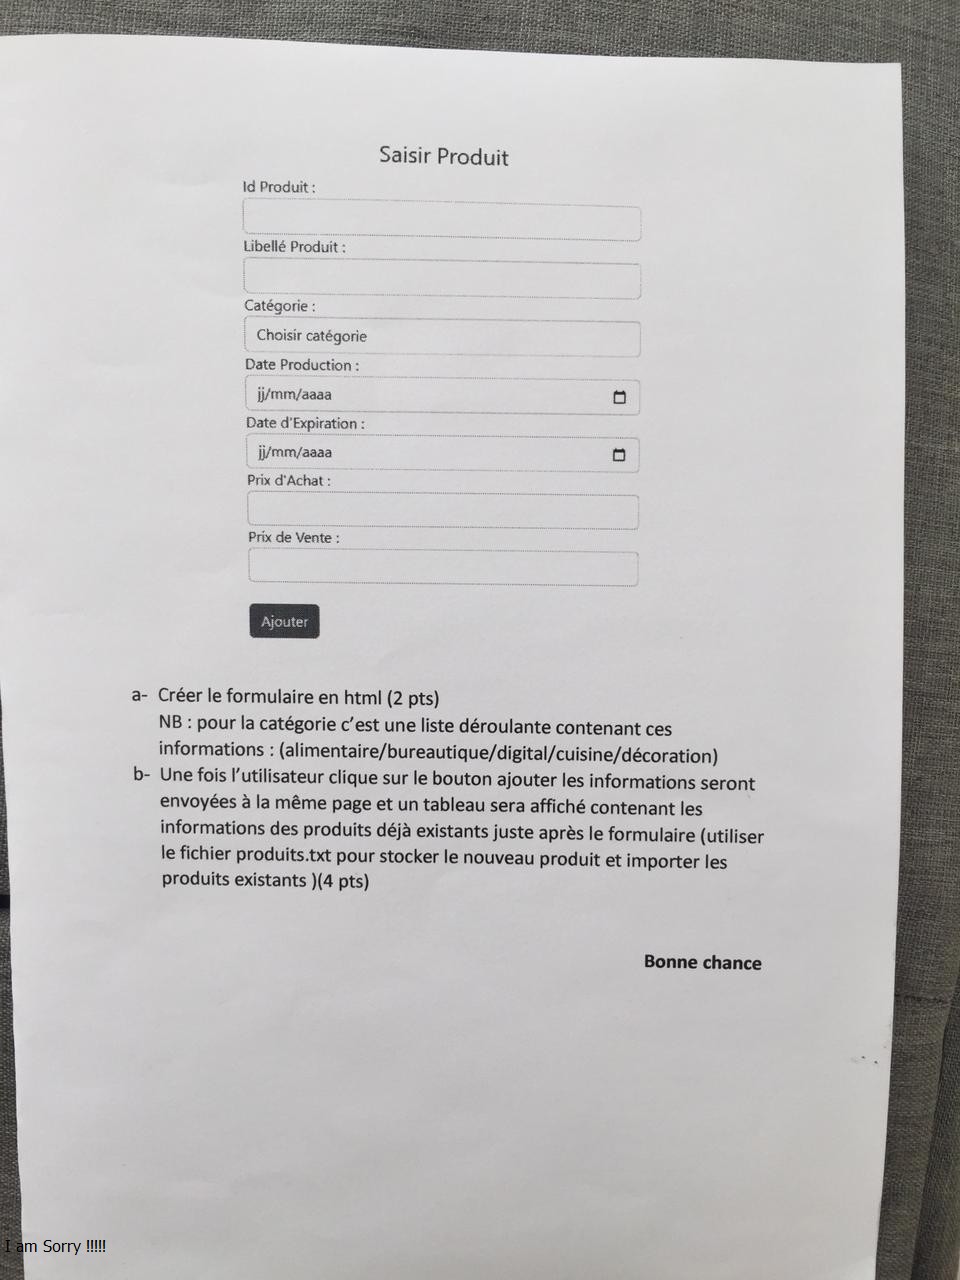 Saisir Produit
Id Produit :
Libellé Produit :
Catégorie :
Choisir catégorie
Date Production :
jj/mm/aaaa
Date d'Expiration :
jj/mm/aaaa
Prix d'Achat :
Prix de Vente :
Ajouter
a- Créer le formulaire en html (2 pts)
NB : pour la catégorie c'est une liste déroulante contenant ces
informations : (alimentaire/bureautique/digital/cuisine/décoration)
b- Une fois l'utilisateur clique sur le bouton ajouter les informations seront
envoyées à la même page et un tableau sera affiché contenant les
informations des produits déjà existants juste après le formulaire (utiliser
le fichier produits.txt pour stocker le nouveau produit et importer les
produits existants )(4 pts)
Bonne chance
I am Sorry !!!!!